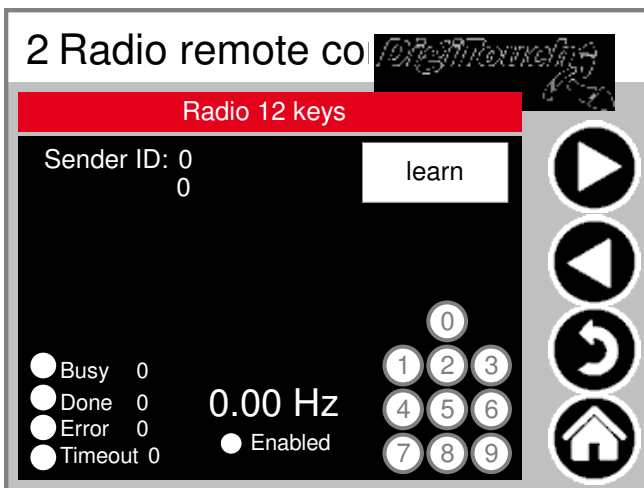 2 Radio remote co
DigiTouch
Radio 12 keys
Sender ID: 0
0
learn
0
Busy 0
1 2 3
Done 0
0.00 Hz
4 5 6
Error 0
Enabled
Timeout 0
7 8 9